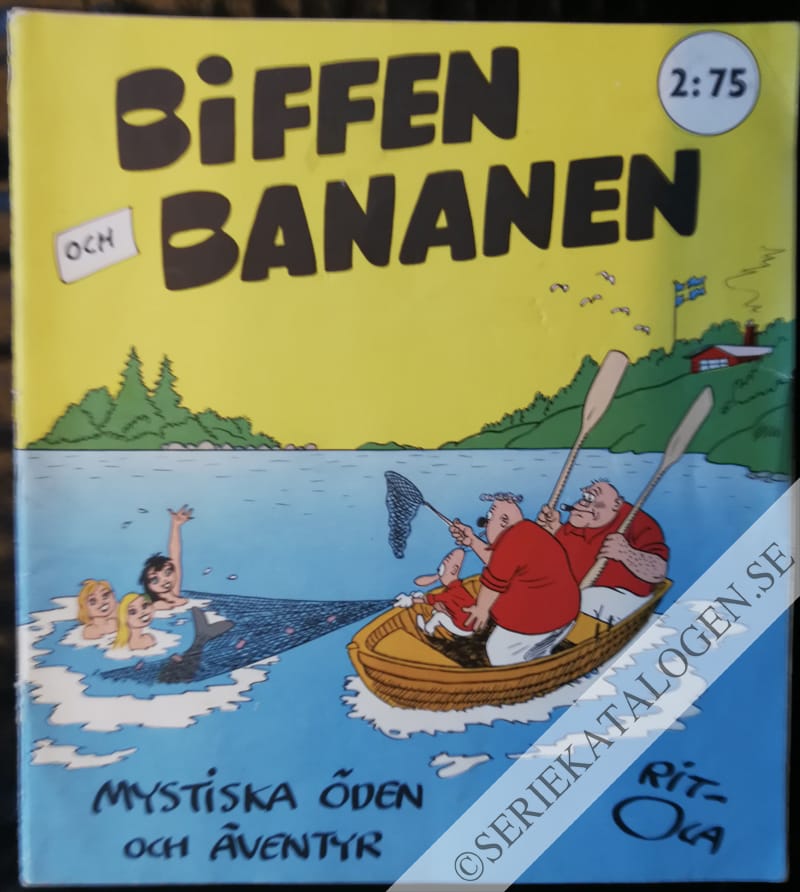 BiFFEN
2:75
OCH
BANANEN
MYSTiSKA ÖDEN
OCH ÄVENTYR
RiT-
OLA
©SERIEKATALOGEN.SE